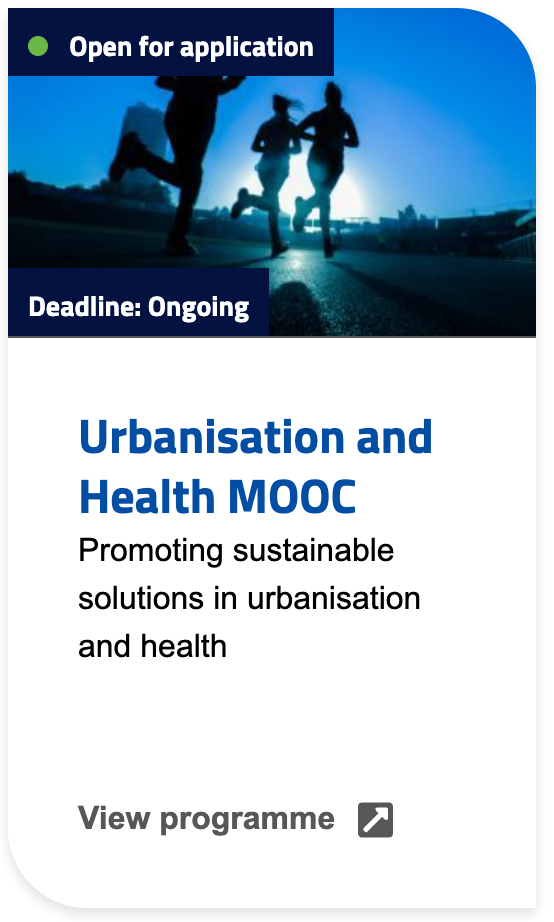 Open for application
Deadline: Ongoing
Urbanisation and
Health MOOC
Promoting sustainable
solutions in urbanisation
and health
View programme